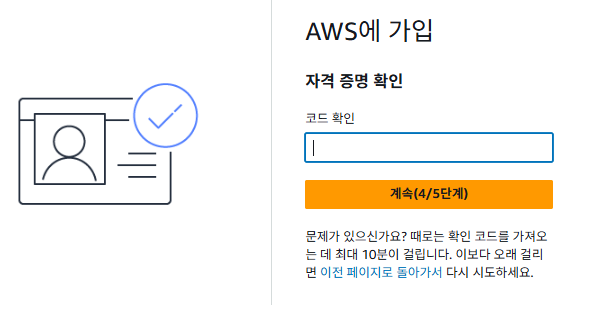 AWS에 가입
자격 증명 확인
코드 확인
계속(4/5단계)
문제가 있으신가요? 때로는 확인 코드를 가져오
는 데 최대 10분이 걸립니다. 이보다 오래 걸리
면 이전 페이지로 돌아가서 다시 시도하세요.